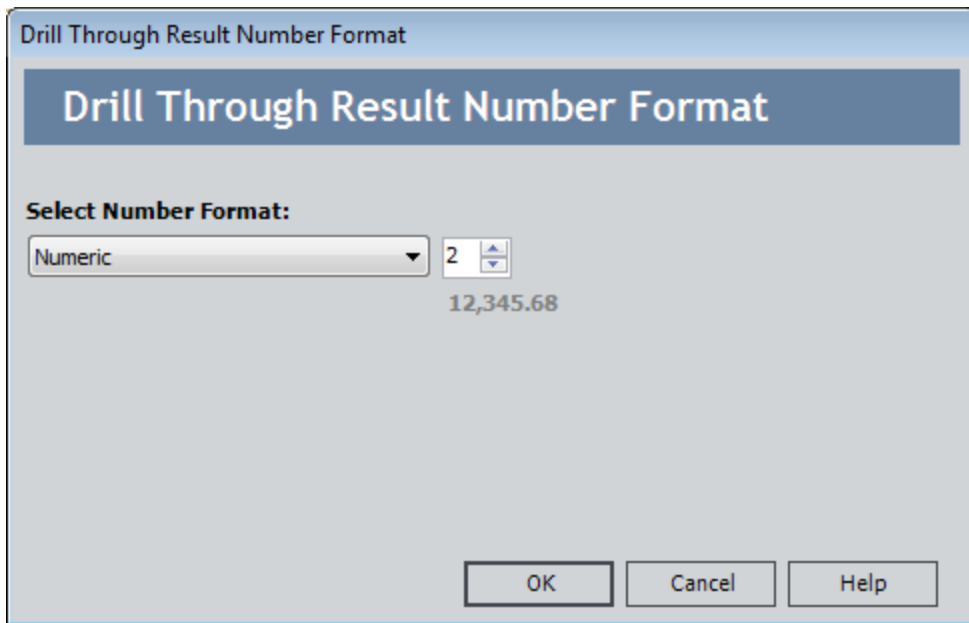 Drill Through Result Number Format
Drill Through Result Number Format
Select Number Format:
Numeric 2
12,345.68
OK Cancel Help